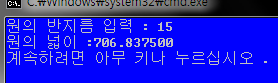 C:\Windows\system32\cmd.exe
원의 반지름 입력 : 15
원의 넓이 :706.837500
계속하려면 아무 키나 누르십시오 .